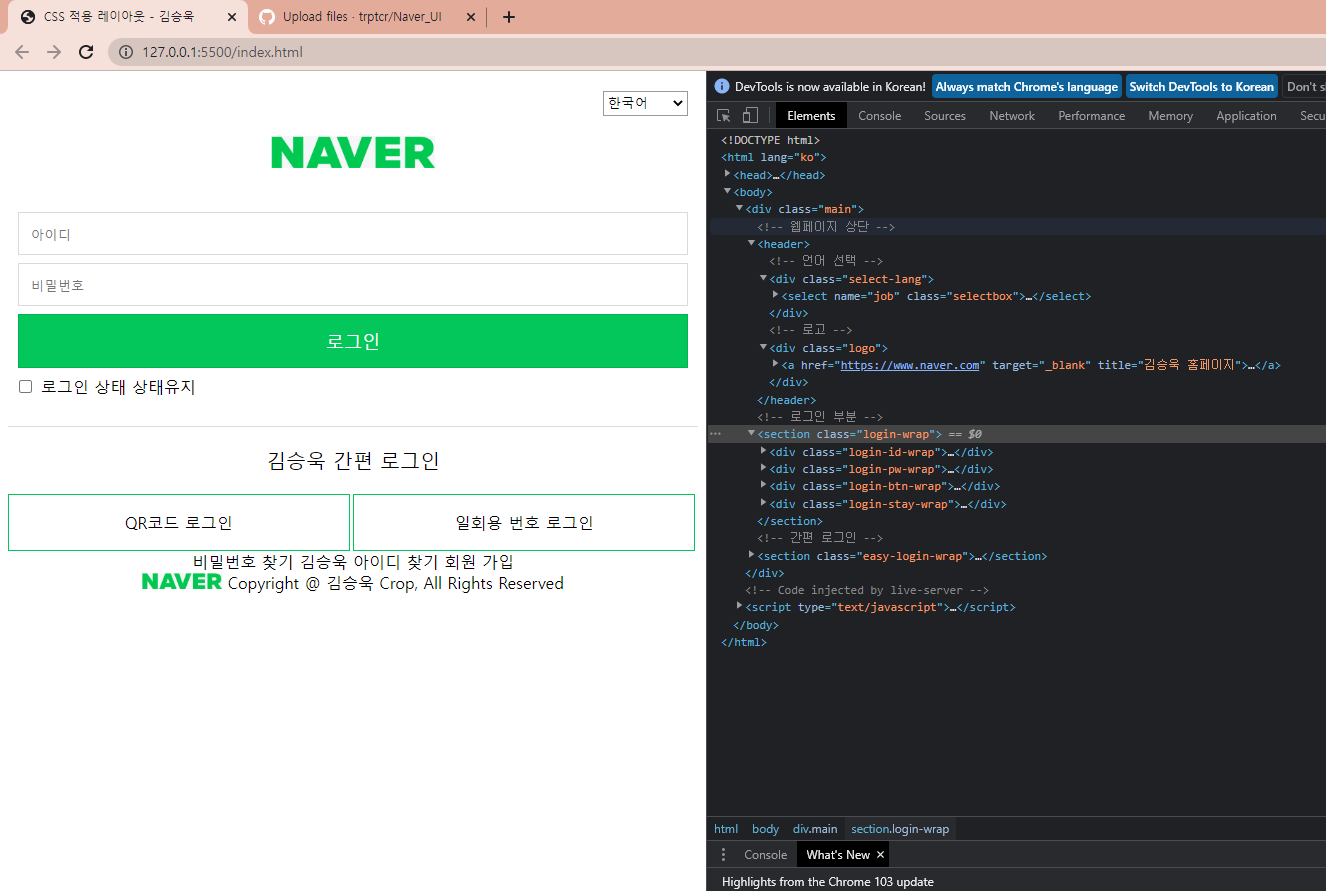 CSS 적용 레이아웃 - 김승욱
Upload files · trptcr/Naver_UI
127.0.0.1:5500/index.html
한국어
NAVER
아이디
비밀번호
로그인
로그인 상태 상태유지
김승욱 간편 로그인
QR코드 로그인
일회용 번호 로그인
비밀번호 찾기 김승욱 아이디 찾기 회원 가입
NAVER Copyright @ 김승욱 Crop, All Rights Reserved
DevTools is now available in Korean! Always match Chrome's language Switch DevTools to Korean Don't s
Elements Console Sources Network Performance Memory Application Secu
<!DOCTYPE html>
<html lang="ko">
<head>…</head>
<body>
<div class="main">
<!-- 웹페이지 상단 -->
<header>
<!-- 언어 선택 -->
<div class="select-lang">
<select name="job" class="selectbox">…</select>
</div>
<!-- 로고 -->
<div class="logo">
<a href="https://www.naver.com" target="_blank" title="김승욱 홈페이지">…</a>
</div>
</header>
<!-- 로그인 부분 -->
<section class="login-wrap"> == $0
<div class="login-id-wrap">…</div>
<div class="login-pw-wrap">…</div>
<div class="login-btn-wrap">…</div>
<div class="login-stay-wrap">…</div>
</section>
<!-- 간편 로그인 -->
<section class="easy-login-wrap">…</section>
</div>
<!-- Code injected by live-server -->
<script type="text/javascript">…</script>
</body>
</html>
html body div.main section.login-wrap
Console What's New
Highlights from the Chrome 103 update